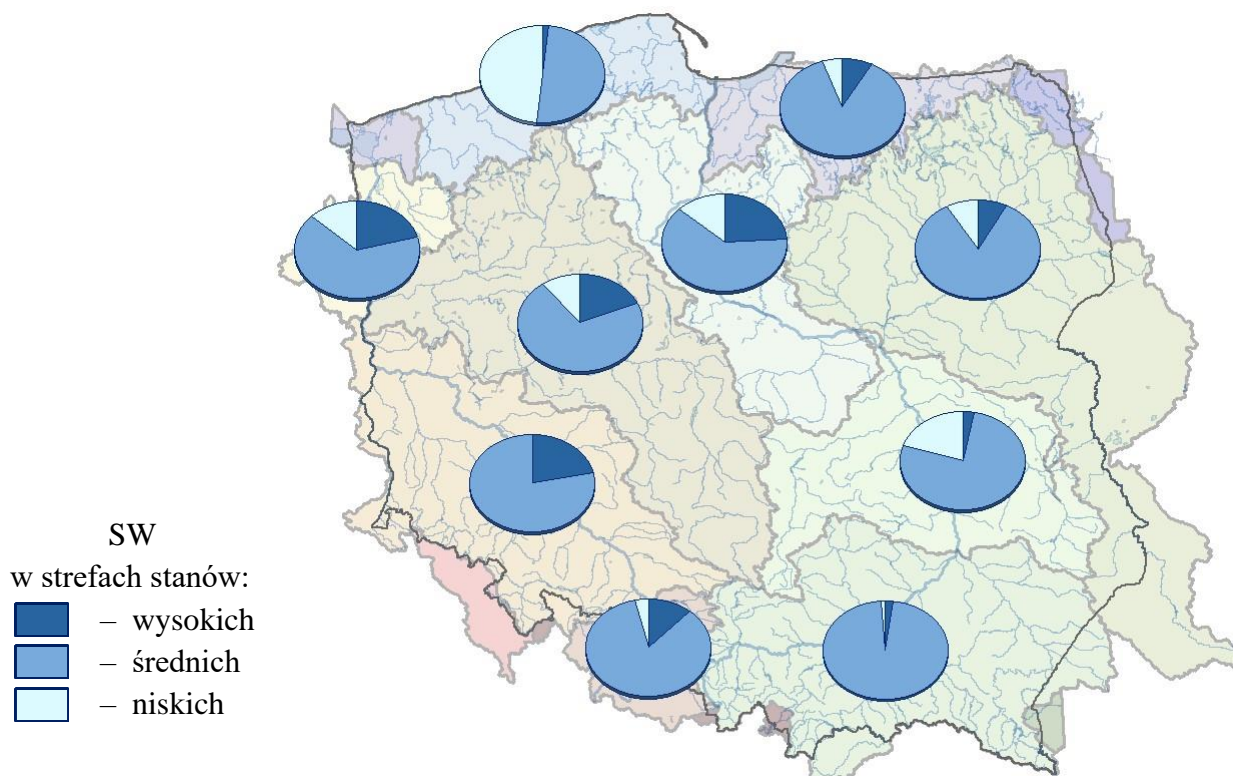 SW
w strefach stanów:
– wysokich
– średnich
– niskich